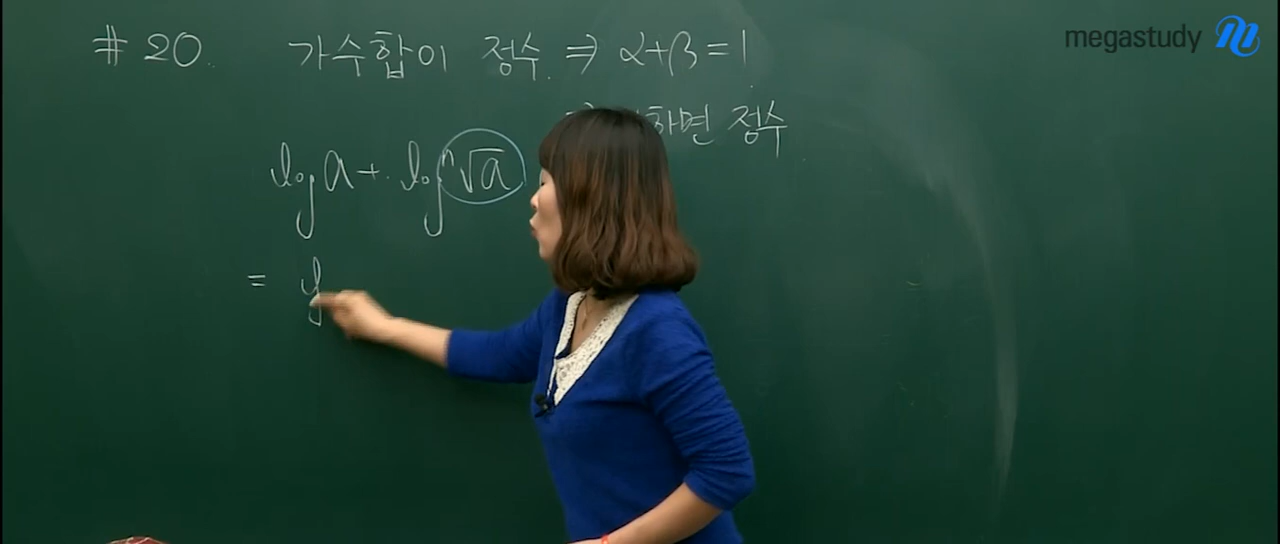 megastudy
# 20. 가수합이 정수. ⇒ α+β=1
하면 정수
log a + log ⁿ√a
=